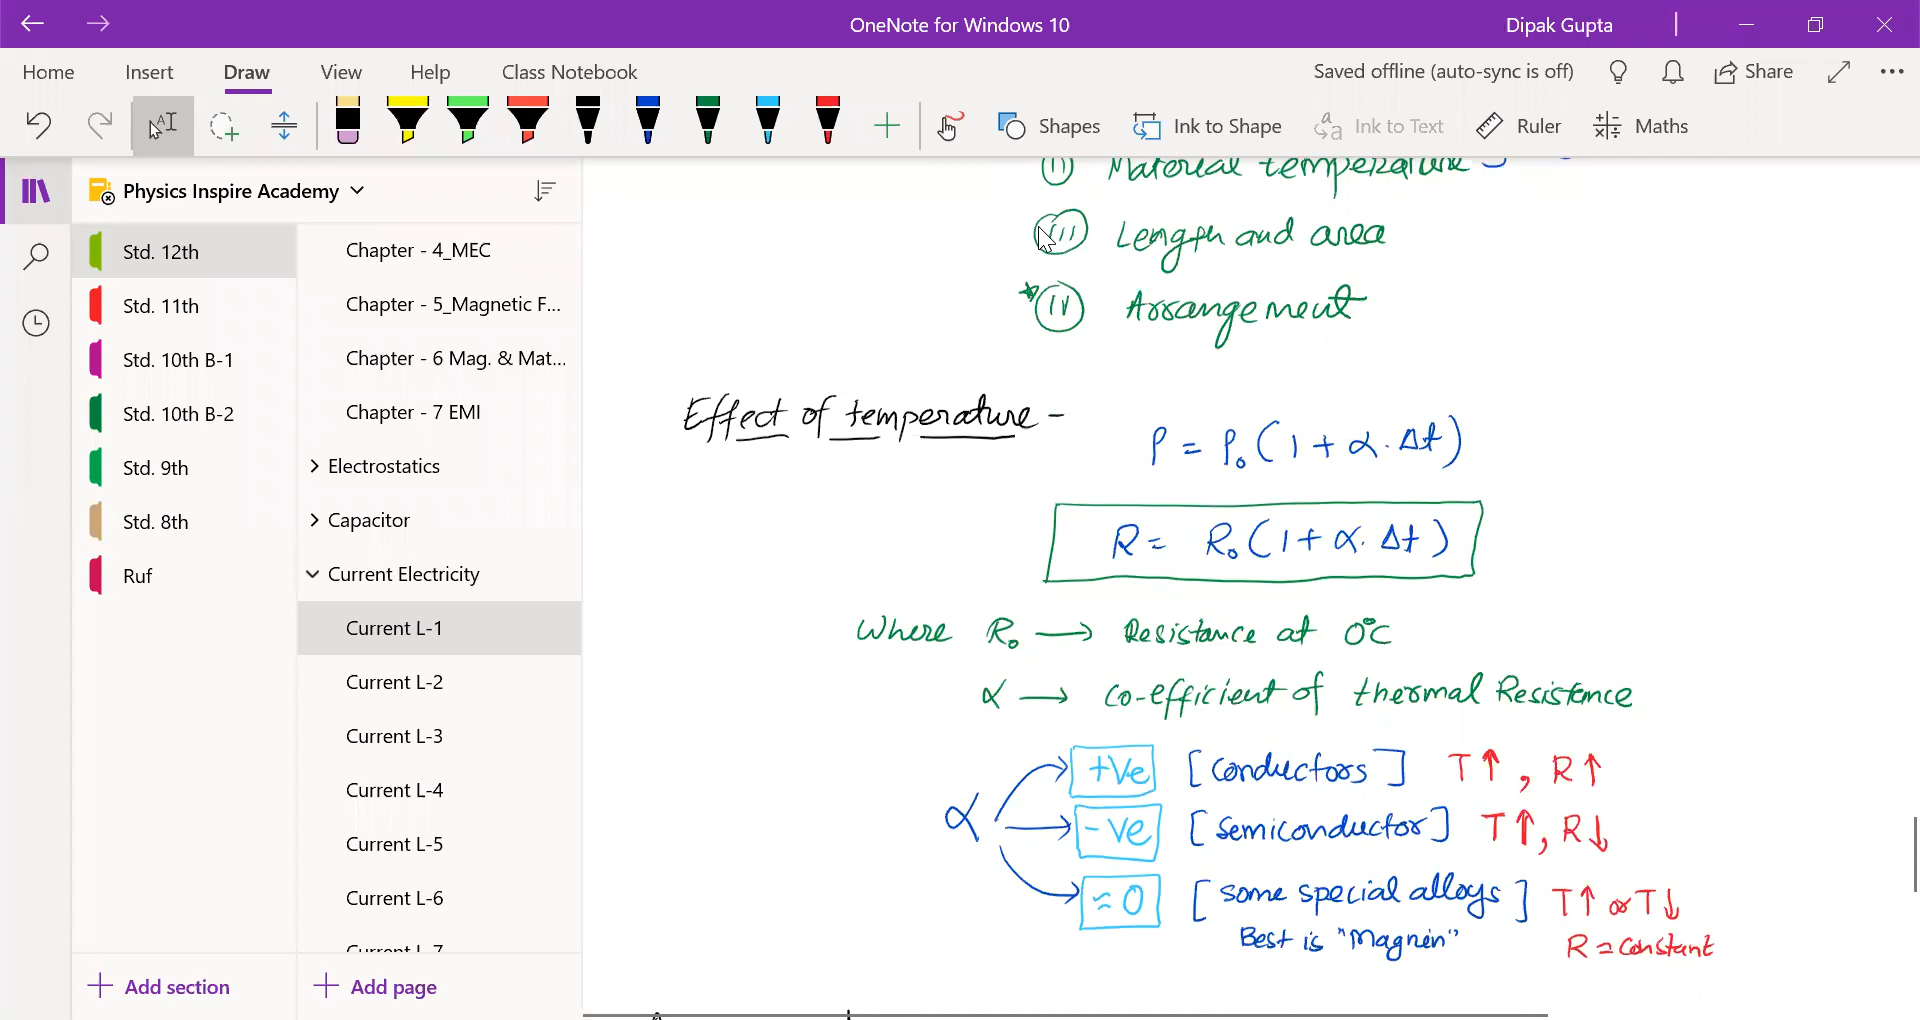 OneNote for Windows 10
Dipak Gupta
Home Insert Draw View Help Class Notebook
Saved offline (auto-sync is off) Share
Shapes Ink to Shape Ink to Text Ruler Maths
Physics Inspire Academy
Std. 12th
Std. 11th
Std. 10th B-1
Std. 10th B-2
Std. 9th
Std. 8th
Ruf
Add section
Chapter - 4_MEC
Chapter - 5_Magnetic F...
Chapter - 6 Mag. & Mat...
Chapter - 7 EMI
Electrostatics
Capacitor
Current Electricity
Current L-1
Current L-2
Current L-3
Current L-4
Current L-5
Current L-6
Current L-7
Add page
(ii) Material temperature
(iii) Length and area
(iv) Arrangement
Effect of temperature -
ρ = ρ₀ (1 + α. Δt)
R = R₀ (1 + α. Δt)
Where R₀ → Resistance at 0°C
α → co-efficient of thermal Resistance
α
+ve [conductors] T↑, R↑
-ve [semiconductor] T↑, R↓
≈ 0 [some special alloys] T↑ or T↓
Best is "Magnin" R = constant